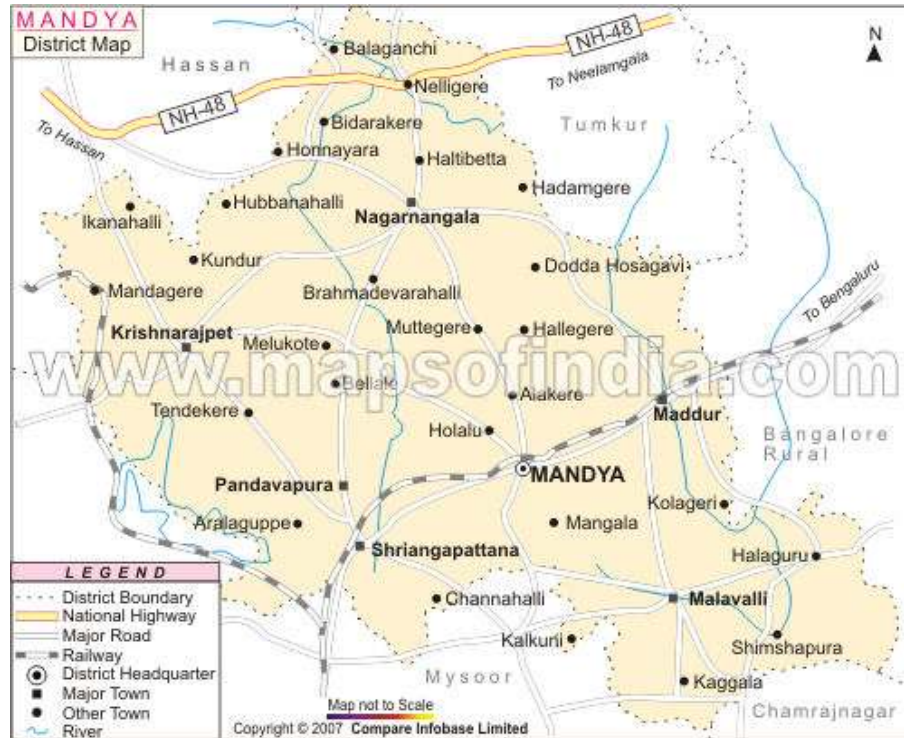 MANDYA
District Map
N
Hassan
Balaganchi
NH-48
To Neelamgala
Nelligere
NH-48
Tumkur
To Hassan
Bidarakere
Honnayara
Haltibetta
Hadamgere
Ikanahalli
Hubbanahalli
Nagarnangala
Kundur
Dodda Hosagavi
Mandagere
Brahmadevarahalli
To Bengaluru
Krishnarajpet
Melukote
Muttegere
Hallegere
www.mapsofindia.com
Bellale
Aiakere
Maddur
Tendekere
Holalu
Bangalore
Rural
MANDYA
Pandavapura
Kolageri
Aralaguppe
Mangala
Shriangapattana
Halaguru
Channahalli
Malavalli
Kalkuni
Shimshapura
Mysoor
Kaggala
Chamrajnagar
LEGEND
District Boundary
National Highway
Major Road
Railway
District Headquarter
Major Town
Other Town
River
Map not to Scale
Copyright © 2007 Compare Infobase Limited